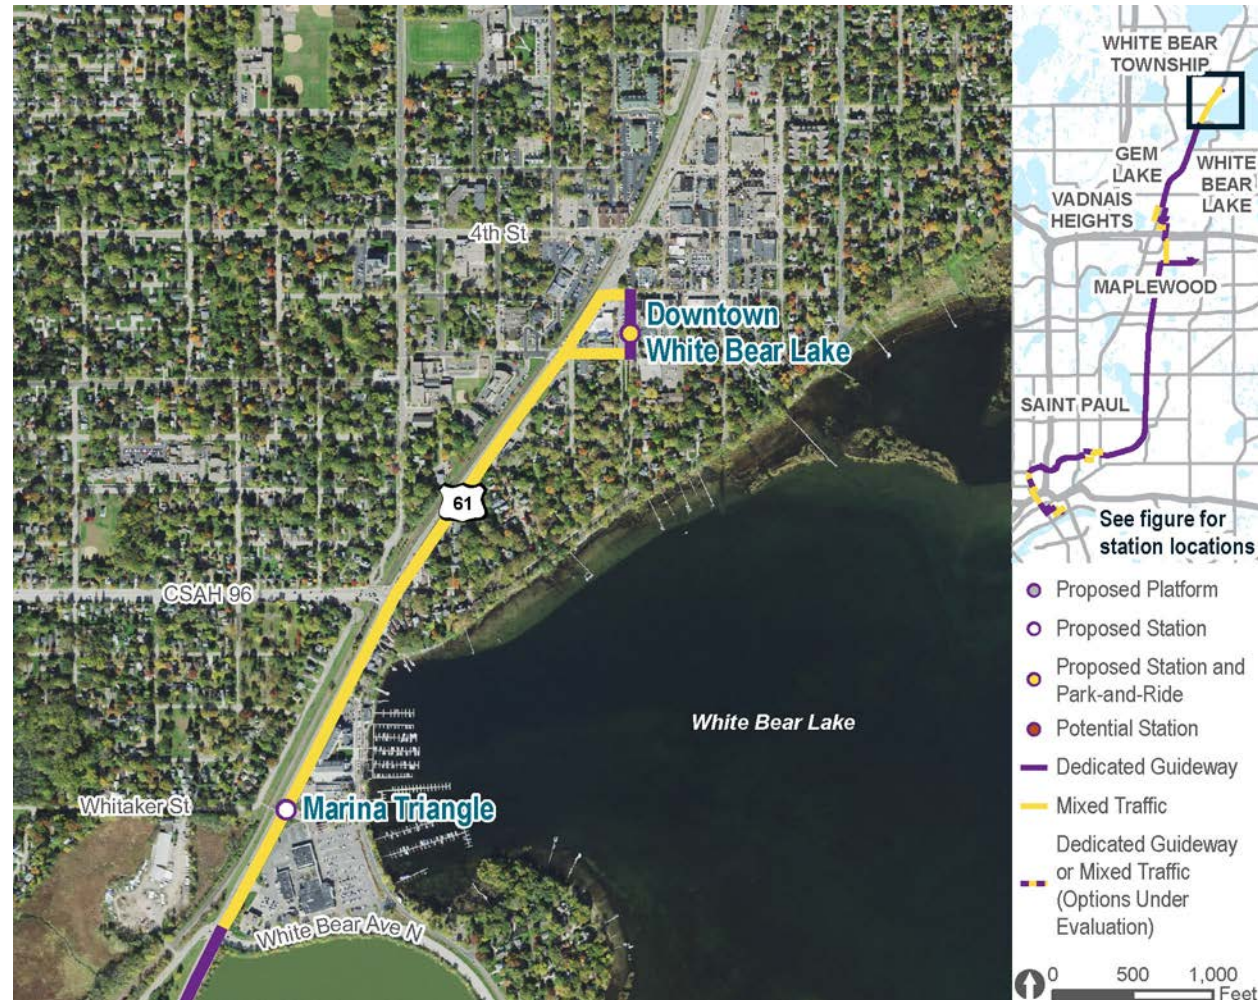 4th St
Downtown
White Bear Lake
61
CSAH 96
White Bear Lake
Whitaker St
Marina Triangle
White Bear Ave N
WHITE BEAR
TOWNSHIP
GEM
LAKE
WHITE
BEAR
LAKE
VADNAIS
HEIGHTS
MAPLEWOOD
SAINT PAUL
See figure for
station locations
Proposed Platform
Proposed Station
Proposed Station and
Park-and-Ride
Potential Station
Dedicated Guideway
Mixed Traffic
Dedicated Guideway
or Mixed Traffic
(Options Under
Evaluation)
0 500 1,000
Feet